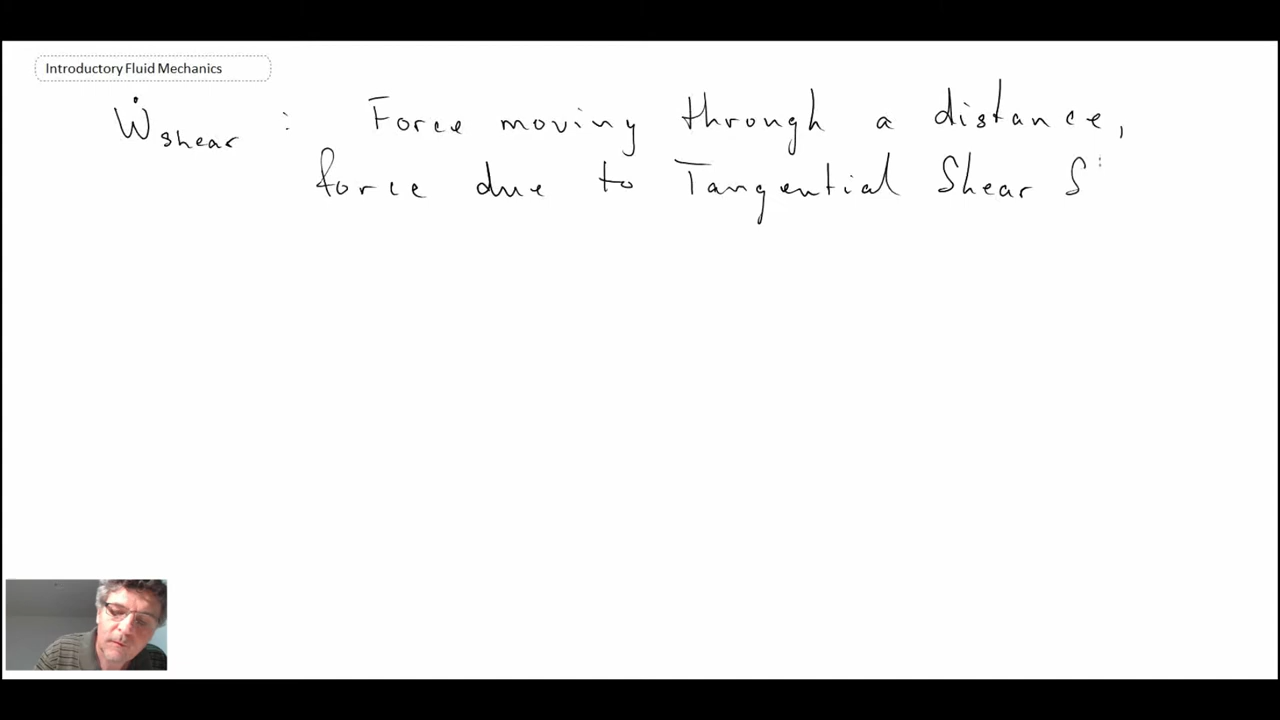 Introductory Fluid Mechanics
Ẇshear : Force moving through a distance,
force due to Tangential Shear S